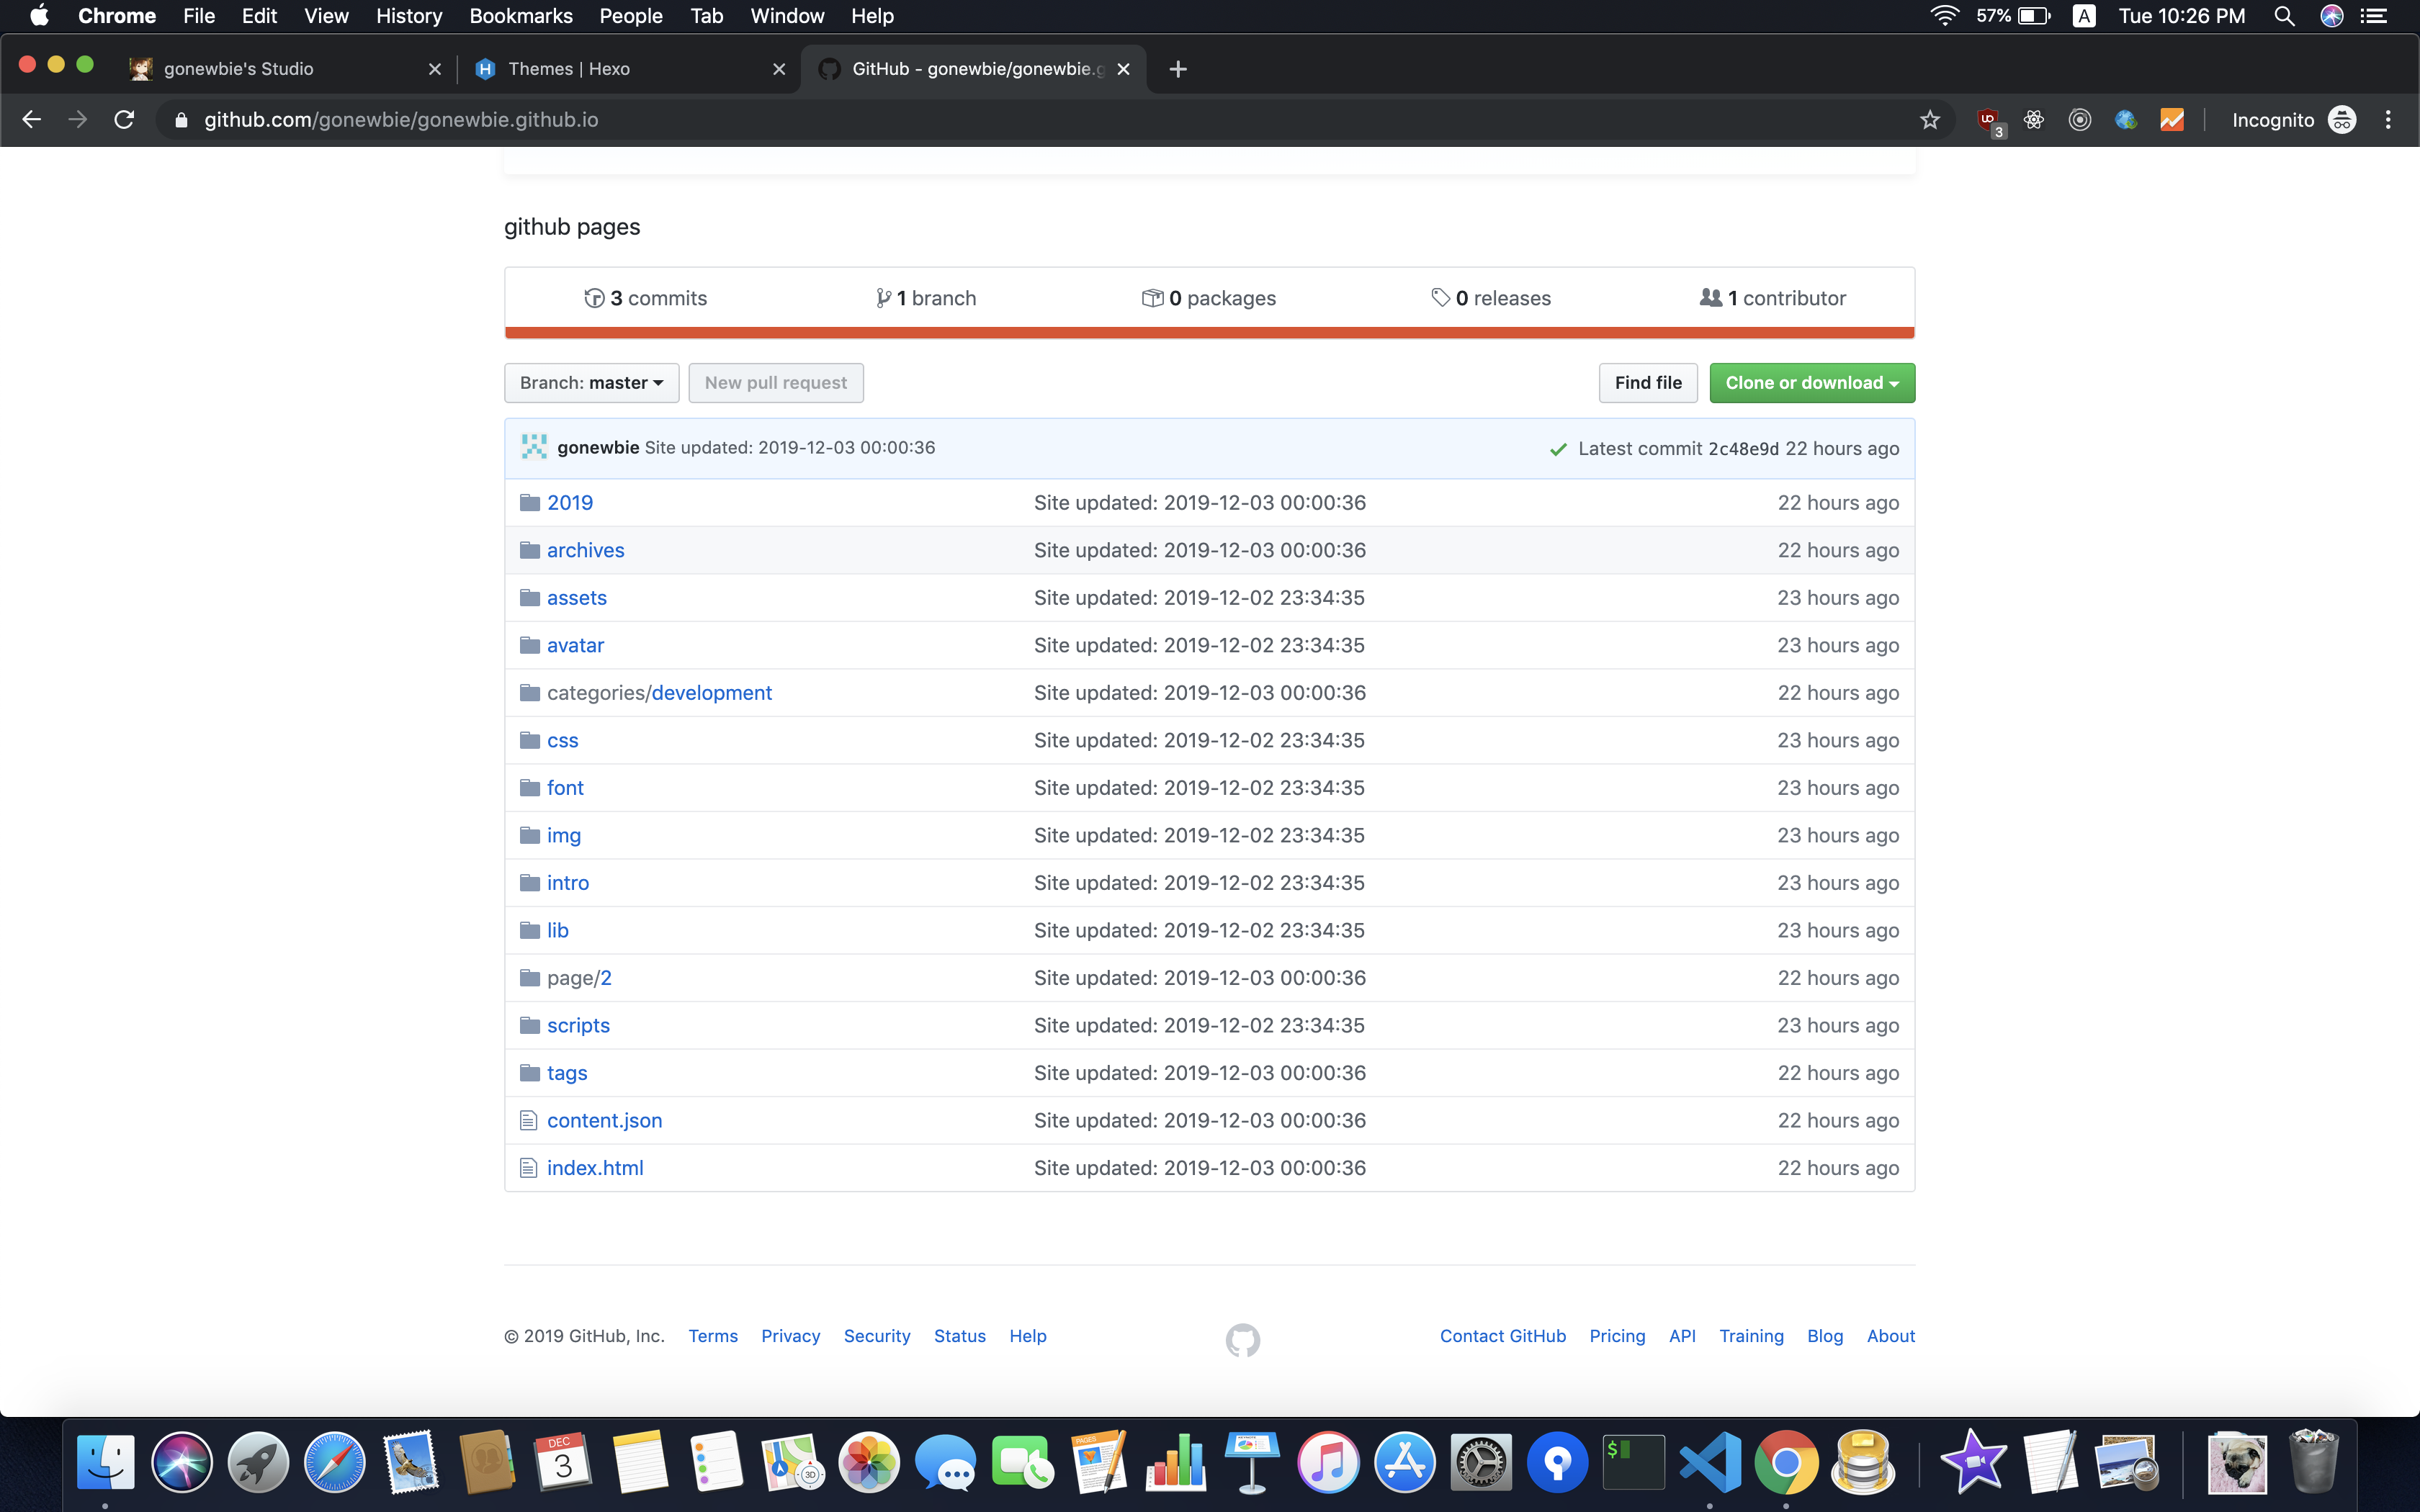 Chrome File Edit View History Bookmarks People Tab Window Help 57% A Tue 10:26 PM
gonewbie's Studio Themes | Hexo GitHub - gonewbie/gonewbie.g
github.com/gonewbie/gonewbie.github.io 3 Incognito
github pages
3 commits 1 branch 0 packages 0 releases 1 contributor
Branch: master New pull request Find file Clone or download
gonewbie Site updated: 2019-12-03 00:00:36 Latest commit 2c48e9d 22 hours ago
2019 Site updated: 2019-12-03 00:00:36 22 hours ago
archives Site updated: 2019-12-03 00:00:36 22 hours ago
assets Site updated: 2019-12-02 23:34:35 23 hours ago
avatar Site updated: 2019-12-02 23:34:35 23 hours ago
categories/development Site updated: 2019-12-03 00:00:36 22 hours ago
css Site updated: 2019-12-02 23:34:35 23 hours ago
font Site updated: 2019-12-02 23:34:35 23 hours ago
img Site updated: 2019-12-02 23:34:35 23 hours ago
intro Site updated: 2019-12-02 23:34:35 23 hours ago
lib Site updated: 2019-12-02 23:34:35 23 hours ago
page/2 Site updated: 2019-12-03 00:00:36 22 hours ago
scripts Site updated: 2019-12-02 23:34:35 23 hours ago
tags Site updated: 2019-12-03 00:00:36 22 hours ago
content.json Site updated: 2019-12-03 00:00:36 22 hours ago
index.html Site updated: 2019-12-03 00:00:36 22 hours ago
© 2019 GitHub, Inc. Terms Privacy Security Status Help Contact GitHub Pricing API Training Blog About
DEC
3
3D
PAGES
$